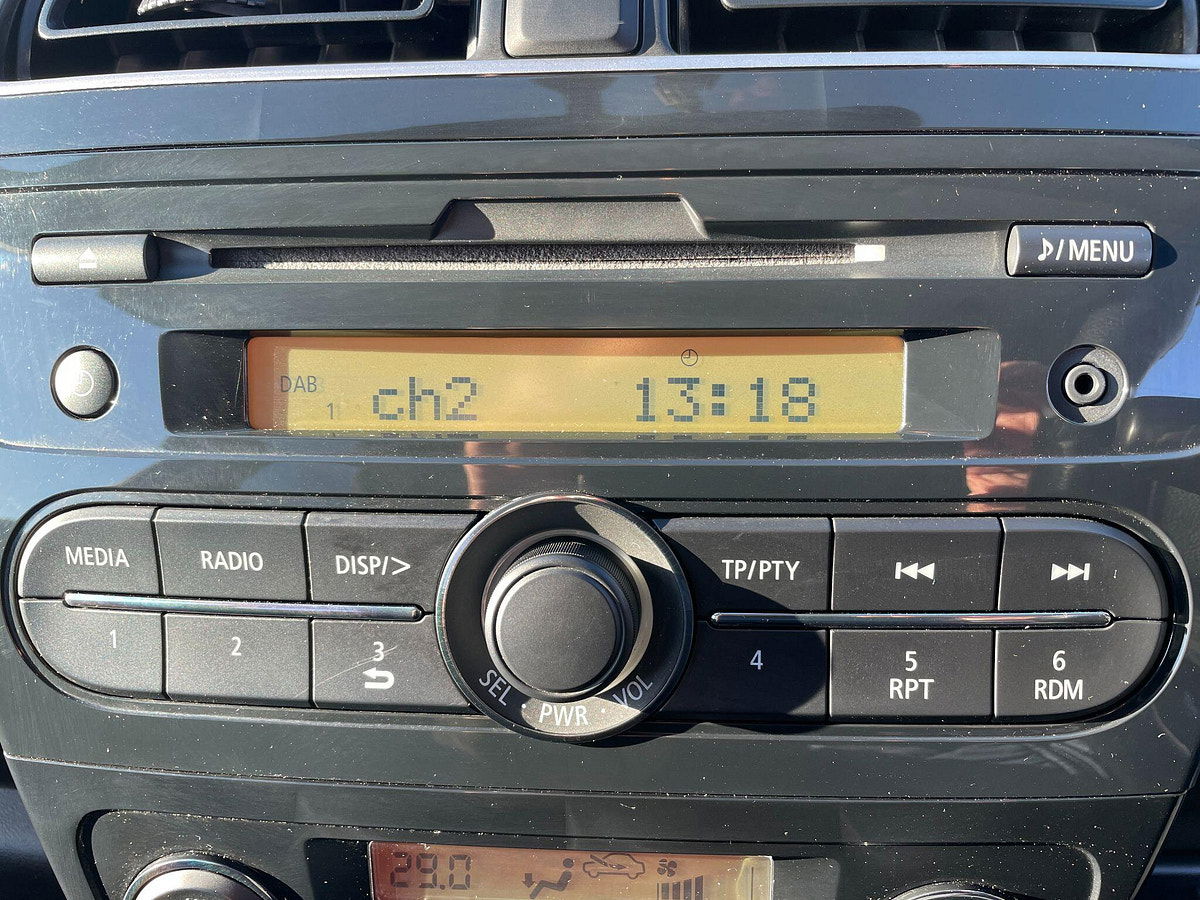 ♪/MENU
DAB
1 ch2 13:18
MEDIA RADIO DISP/> TP/PTY
1 2 3 4 5 6
RPT RDM
SEL · PWR · VOL
29.0